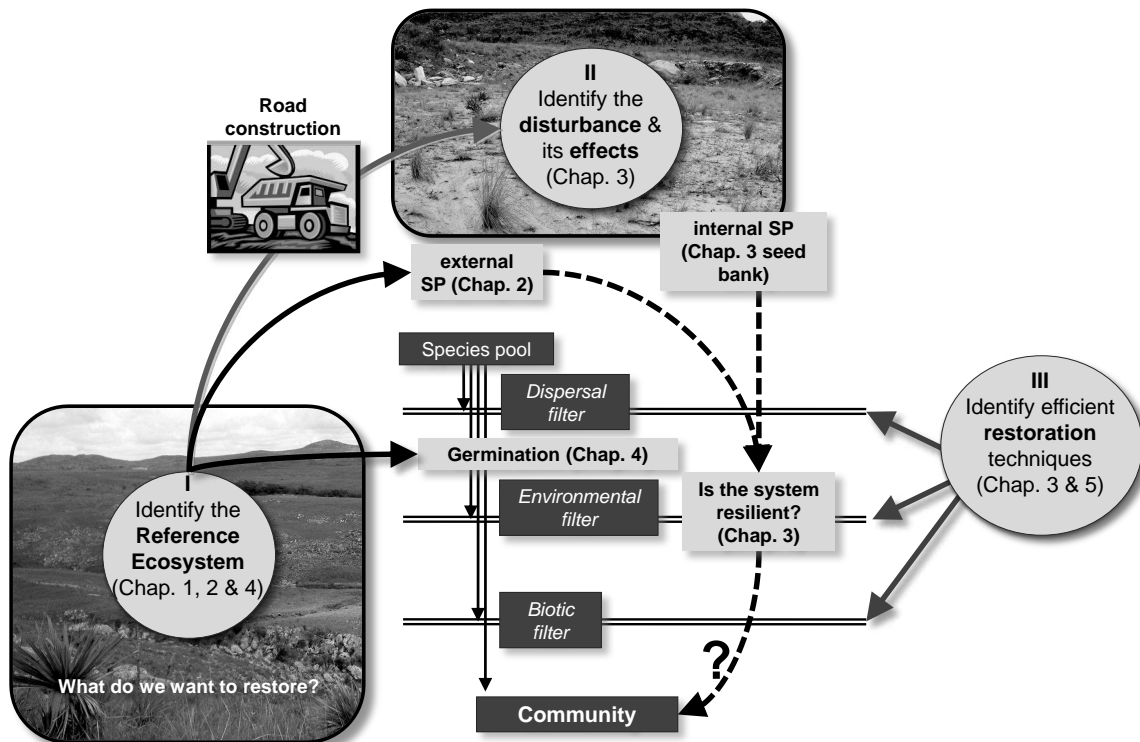 Road
construction
II
Identify the
disturbance &
its effects
(Chap. 3)
internal SP
(Chap. 3 seed
bank)
external
SP (Chap. 2)
Species pool
Dispersal
filter
Germination (Chap. 4)
Environmental
filter
Is the system
resilient?
(Chap. 3)
Biotic
filter
?
Community
III
Identify efficient
restoration
techniques
(Chap. 3 & 5)
I
Identify the
Reference
Ecosystem
(Chap. 1, 2 & 4)
What do we want to restore?